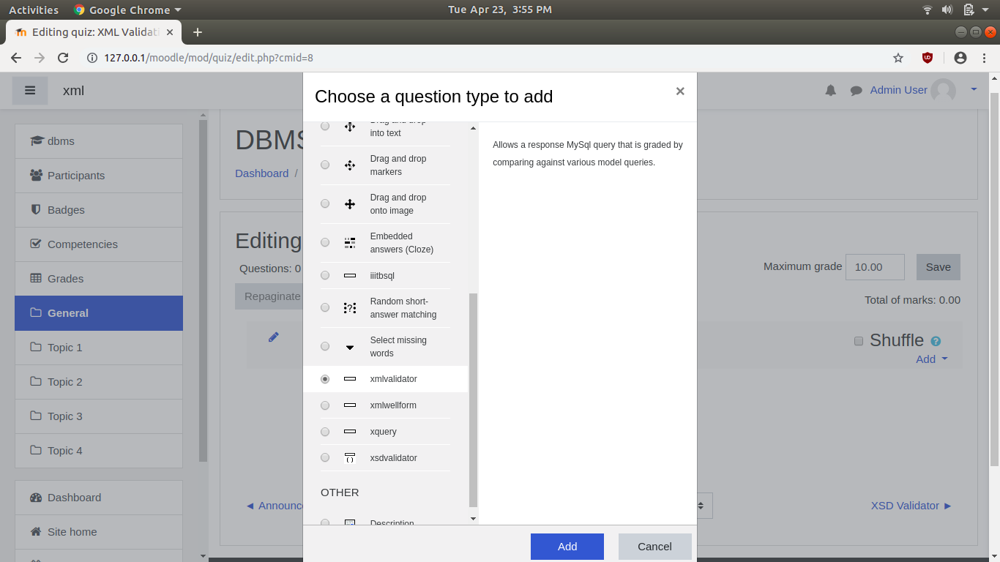 Activities
Google Chrome
Tue Apr 23, 3:55 PM
Editing quiz: XML Validat
127.0.0.1/moodle/mod/quiz/edit.php?cmid=8
xml
Admin User
dbms
Participants
Badges
Competencies
Grades
General
Topic 1
Topic 2
Topic 3
Topic 4
Dashboard
Site home
DBMS
Dashboard /
Editing
Questions: 0
Repaginate
Maximum grade 10.00 Save
Total of marks: 0.00
Shuffle
Add
◄ Announc
XSD Validator ►
Choose a question type to add
×
Drag and drop
into text
Drag and drop
markers
Drag and drop
onto image
Embedded
answers (Cloze)
iiitbsql
Random short-
answer matching
Select missing
words
xmlvalidator
xmlwellform
xquery
xsdvalidator
OTHER
Description
Allows a response MySql query that is graded by
comparing against various model queries.
Add
Cancel